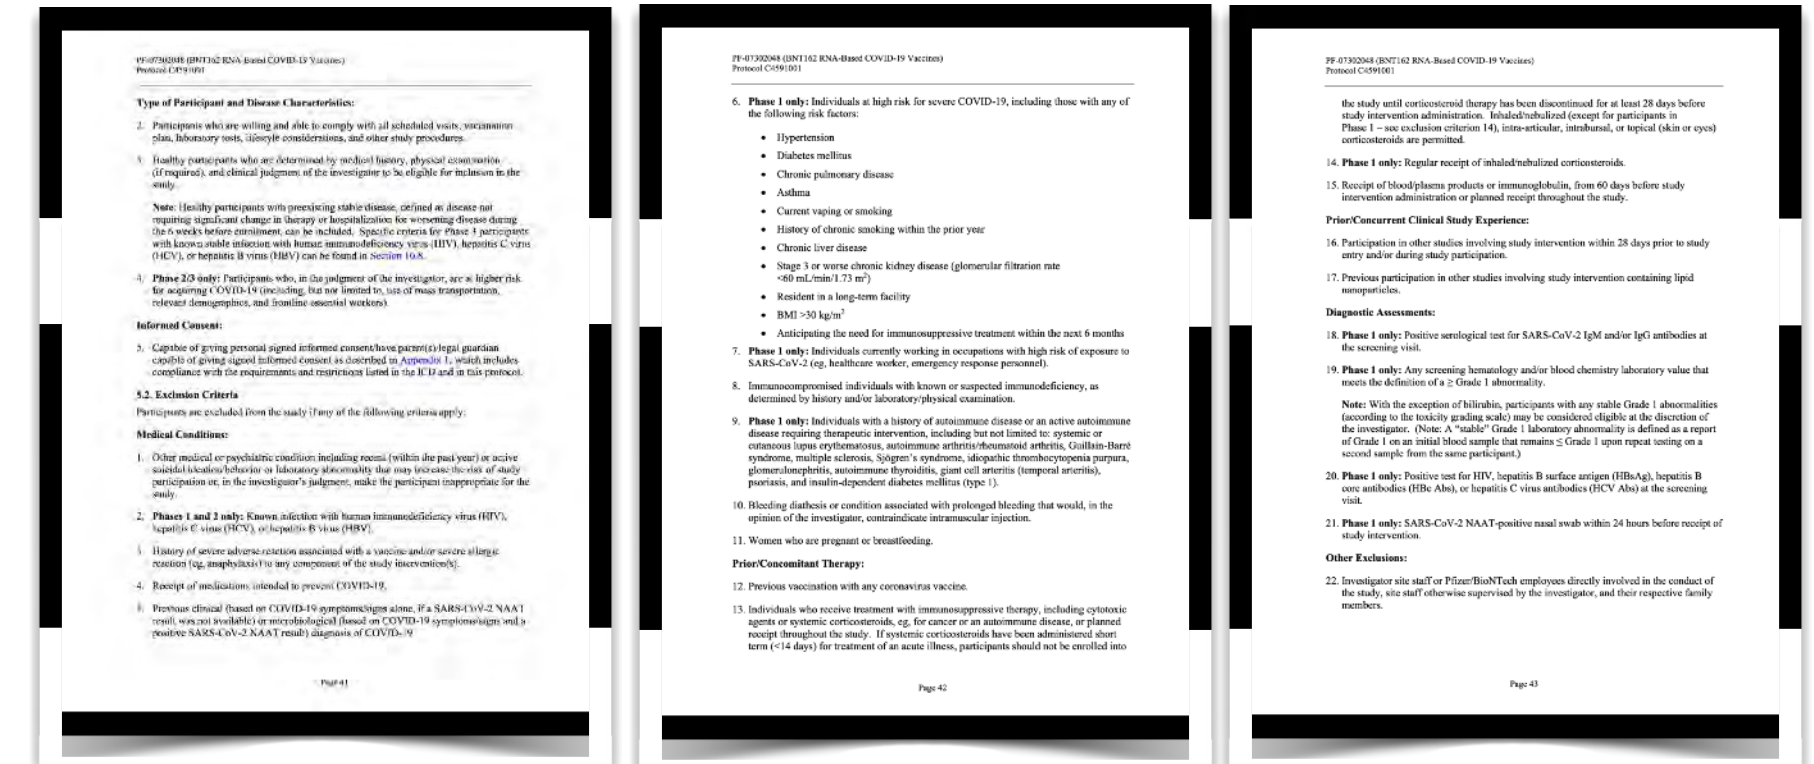 PF-07302048 (BNT162 RNA-Based COVID-19 Vaccines)
Protocol C4591001
Type of Participant and Disease Characteristics:
2. Participants who are willing and able to comply with all scheduled visits, vaccination
plan, laboratory tests, lifestyle considerations, and other study procedures.
3. Healthy participants who are determined by medical history, physical examination
(if required), and clinical judgment of the investigator to be eligible for inclusion in the
study.
Note: Healthy participants with preexisting stable disease, defined as disease not
requiring significant change in therapy or hospitalization for worsening disease during
the 6 weeks before enrollment, can be included. Specific criteria for Phase 3 participants
with known stable infection with human immunodeficiency virus (HIV), hepatitis C virus
(HCV), or hepatitis B virus (HBV) can be found in Section 10.8.
4. Phase 2/3 only: Participants who, in the judgment of the investigator, are at higher risk
for acquiring COVID-19 (including, but not limited to, use of mass transportation,
relevant demographics, and frontline essential workers).
Informed Consent:
5. Capable of giving personal signed informed consent/have parent(s)/legal guardian
capable of giving signed informed consent as described in Appendix 1, which includes
compliance with the requirements and restrictions listed in the ICD and in this protocol.
5.2. Exclusion Criteria
Participants are excluded from the study if any of the following criteria apply:
Medical Conditions:
1. Other medical or psychiatric condition including recent (within the past year) or active
suicidal ideation/behavior or laboratory abnormality that may increase the risk of study
participation or, in the investigator's judgment, make the participant inappropriate for the
study.
2. Phases 1 and 2 only: Known infection with human immunodeficiency virus (HIV),
hepatitis C virus (HCV), or hepatitis B virus (HBV).
3. History of severe adverse reaction associated with a vaccine and/or severe allergic
reaction (eg, anaphylaxis) to any component of the study intervention(s).
4. Receipt of medications intended to prevent COVID-19.
5. Previous clinical (based on COVID-19 symptoms/signs alone, if a SARS-CoV-2 NAAT
result was not available) or microbiological (based on COVID-19 symptoms/signs and a
positive SARS-CoV-2 NAAT result) diagnosis of COVID-19
Page 41
PF-07302048 (BNT162 RNA-Based COVID-19 Vaccines)
Protocol C4591001
6. Phase 1 only: Individuals at high risk for severe COVID-19, including those with any of
the following risk factors:
• Hypertension
• Diabetes mellitus
• Chronic pulmonary disease
• Asthma
• Current vaping or smoking
• History of chronic smoking within the prior year
• Chronic liver disease
• Stage 3 or worse chronic kidney disease (glomerular filtration rate
<60 mL/min/1.73 m²)
• Resident in a long-term facility
• BMI >30 kg/m²
• Anticipating the need for immunosuppressive treatment within the next 6 months
7. Phase 1 only: Individuals currently working in occupations with high risk of exposure to
SARS-CoV-2 (eg, healthcare worker, emergency response personnel).
8. Immunocompromised individuals with known or suspected immunodeficiency, as
determined by history and/or laboratory/physical examination.
9. Phase 1 only: Individuals with a history of autoimmune disease or an active autoimmune
disease requiring therapeutic intervention, including but not limited to: systemic or
cutaneous lupus erythematosus, autoimmune arthritis/rheumatoid arthritis, Guillain-Barré
syndrome, multiple sclerosis, Sjögren's syndrome, idiopathic thrombocytopenia purpura,
glomerulonephritis, autoimmune thyroiditis, giant cell arteritis (temporal arteritis),
psoriasis, and insulin-dependent diabetes mellitus (type 1).
10. Bleeding diathesis or condition associated with prolonged bleeding that would, in the
opinion of the investigator, contraindicate intramuscular injection.
11. Women who are pregnant or breastfeeding.
Prior/Concomitant Therapy:
12. Previous vaccination with any coronavirus vaccine.
13. Individuals who receive treatment with immunosuppressive therapy, including cytotoxic
agents or systemic corticosteroids, eg, for cancer or an autoimmune disease, or planned
receipt throughout the study. If systemic corticosteroids have been administered short
term (<14 days) for treatment of an acute illness, participants should not be enrolled into
Page 42
PF-07302048 (BNT162 RNA-Based COVID-19 Vaccines)
Protocol C4591001
the study until corticosteroid therapy has been discontinued for at least 28 days before
study intervention administration. Inhaled/nebulized (except for participants in
Phase 1 – see exclusion criterion 14), intra-articular, intrabursal, or topical (skin or eyes)
corticosteroids are permitted.
14. Phase 1 only: Regular receipt of inhaled/nebulized corticosteroids.
15. Receipt of blood/plasma products or immunoglobulin, from 60 days before study
intervention administration or planned receipt throughout the study.
Prior/Concurrent Clinical Study Experience:
16. Participation in other studies involving study intervention within 28 days prior to study
entry and/or during study participation.
17. Previous participation in other studies involving study intervention containing lipid
nanoparticles.
Diagnostic Assessments:
18. Phase 1 only: Positive serological test for SARS-CoV-2 IgM and/or IgG antibodies at
the screening visit.
19. Phase 1 only: Any screening hematology and/or blood chemistry laboratory value that
meets the definition of a ≥ Grade 1 abnormality.
Note: With the exception of bilirubin, participants with any stable Grade 1 abnormalities
(according to the toxicity grading scale) may be considered eligible at the discretion of
the investigator. (Note: A "stable" Grade 1 laboratory abnormality is defined as a report
of Grade 1 on an initial blood sample that remains ≤ Grade 1 upon repeat testing on a
second sample from the same participant.)
20. Phase 1 only: Positive test for HIV, hepatitis B surface antigen (HBsAg), hepatitis B
core antibodies (HBc Abs), or hepatitis C virus antibodies (HCV Abs) at the screening
visit.
21. Phase 1 only: SARS-CoV-2 NAAT-positive nasal swab within 24 hours before receipt of
study intervention.
Other Exclusions:
22. Investigator site staff or Pfizer/BioNTech employees directly involved in the conduct of
the study, site staff otherwise supervised by the investigator, and their respective family
members.
Page 43